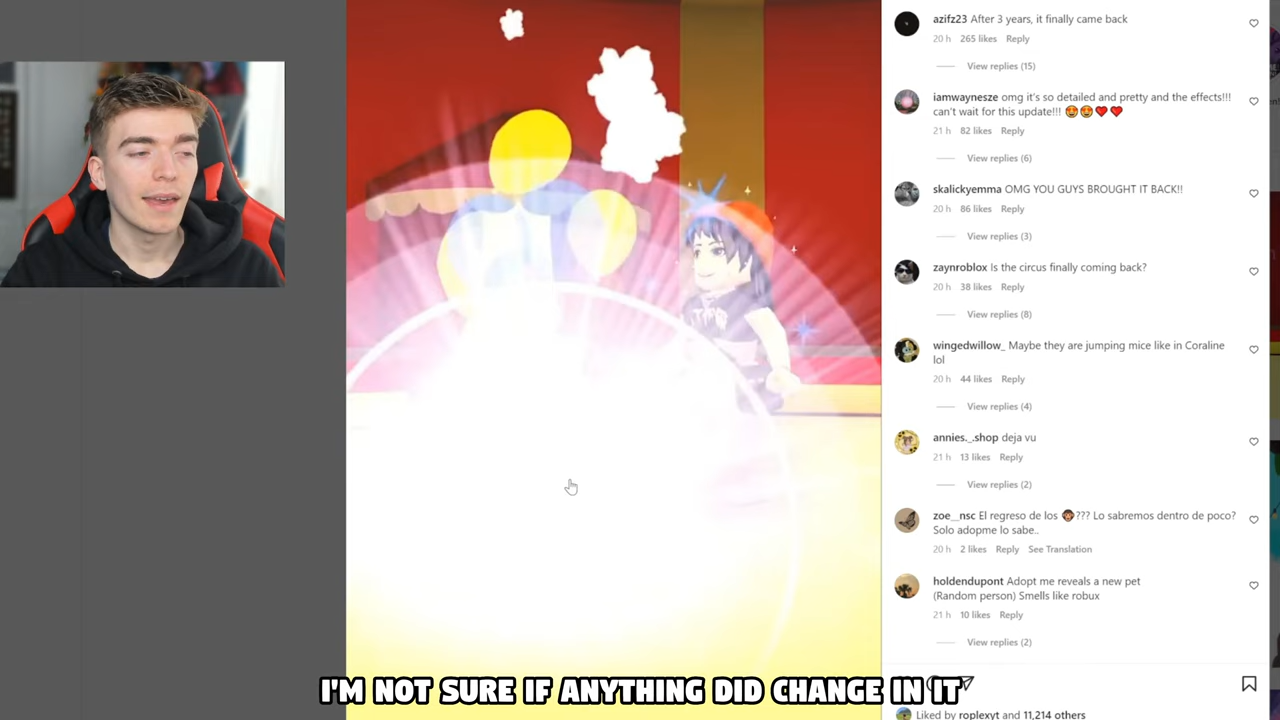 azifz23 After 3 years, it finally came back
20 h 265 likes Reply
View replies (15)
iamwaynesze omg it's so detailed and pretty and the effects!!!
can't wait for this update!!! 😍😍❤️❤️
21 h 82 likes Reply
View replies (6)
skalickyemma OMG YOU GUYS BROUGHT IT BACK!!
20 h 86 likes Reply
View replies (3)
zaynroblox Is the circus finally coming back?
20 h 38 likes Reply
View replies (8)
wingedwillow_ Maybe they are jumping mice like in Coraline
lol
20 h 44 likes Reply
View replies (4)
annies._.shop deja vu
21 h 13 likes Reply
View replies (2)
zoe__nsc El regreso de los 🐵??? Lo sabremos dentro de poco?
Solo adopme lo sabe..
20 h 2 likes Reply See Translation
holdendupont Adopt me reveals a new pet
(Random person) Smells like robux
21 h 10 likes Reply
View replies (2)
I'M NOT SURE IF ANYTHING DID CHANGE IN IT
Liked by roplexyt and 11,214 others